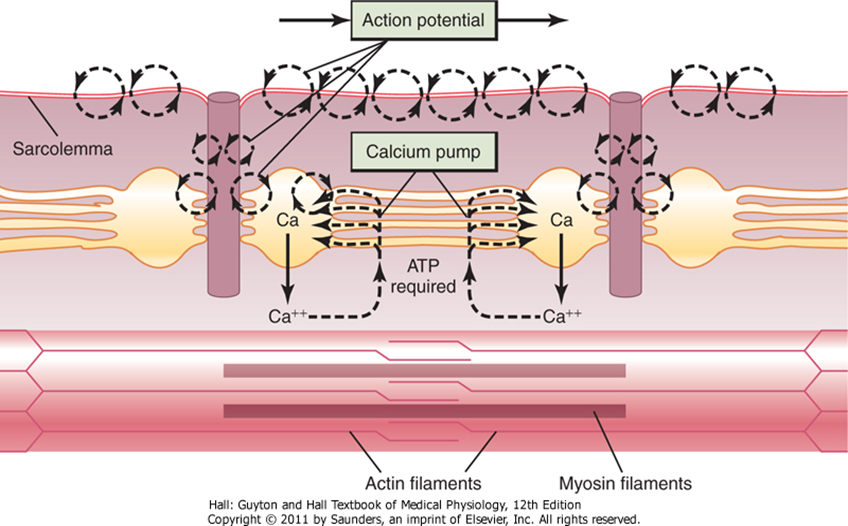 Action potential
Sarcolemma
Calcium pump
Ca
Ca
ATP
required
Ca++
Ca++
Actin filaments
Myosin filaments
Hall: Guyton and Hall Textbook of Medical Physiology, 12th Edition
Copyright © 2011 by Saunders, an imprint of Elsevier, Inc. All rights reserved.